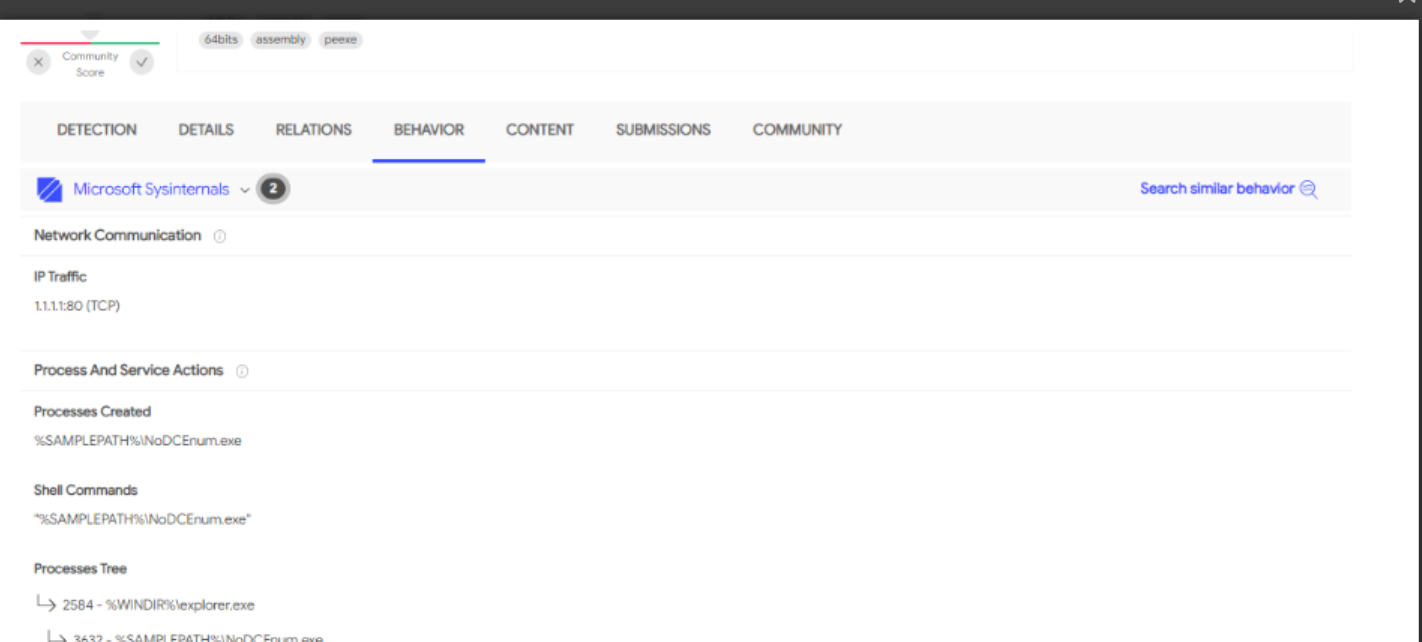 64bits assembly peexe
Community
Score
DETECTION DETAILS RELATIONS BEHAVIOR CONTENT SUBMISSIONS COMMUNITY
Microsoft Sysinternals 2 Search similar behavior
Network Communication
IP Traffic
1.1.1.1:80 (TCP)
Process And Service Actions
Processes Created
%SAMPLEPATH%\NoDCEnum.exe
Shell Commands
"%SAMPLEPATH%\NoDCEnum.exe"
Processes Tree
2584 - %WINDIR%\explorer.exe
3632 - %SAMPLEPATH%\NoDCEnum.exe